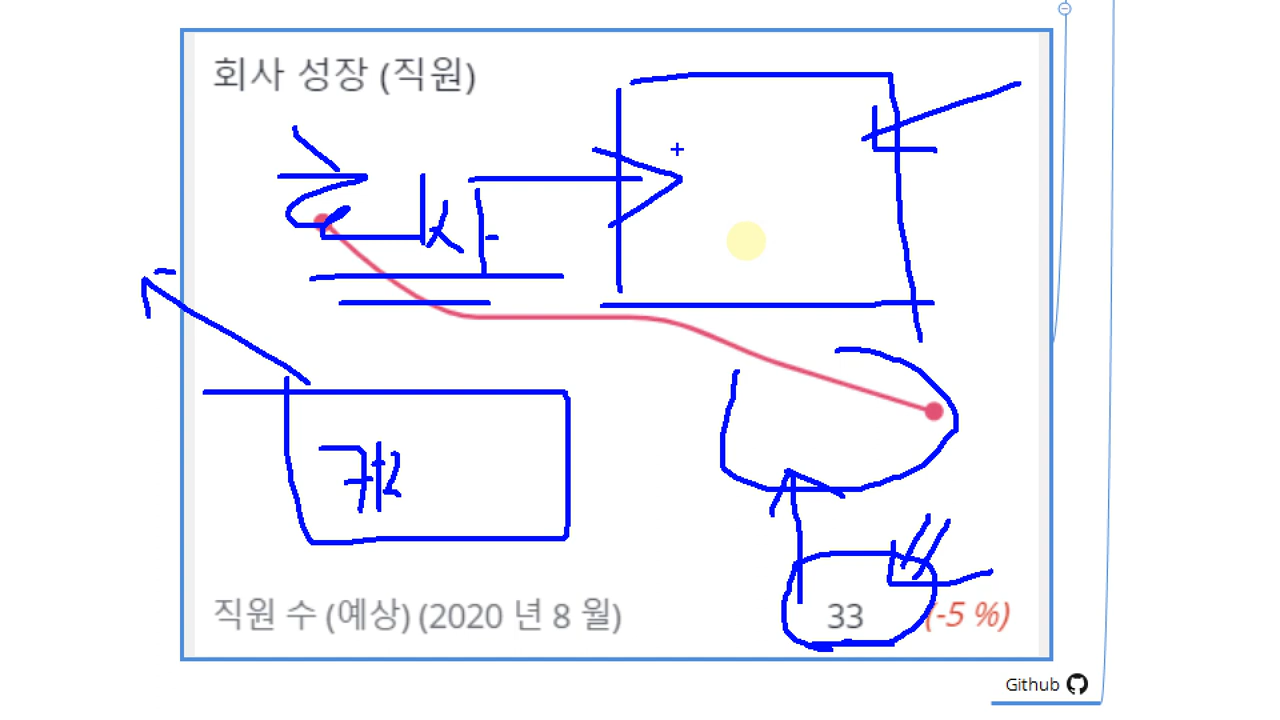 회사 성장 (직원)
직원 수 (예상) (2020 년 8 월) 33 (-5 %)
Github